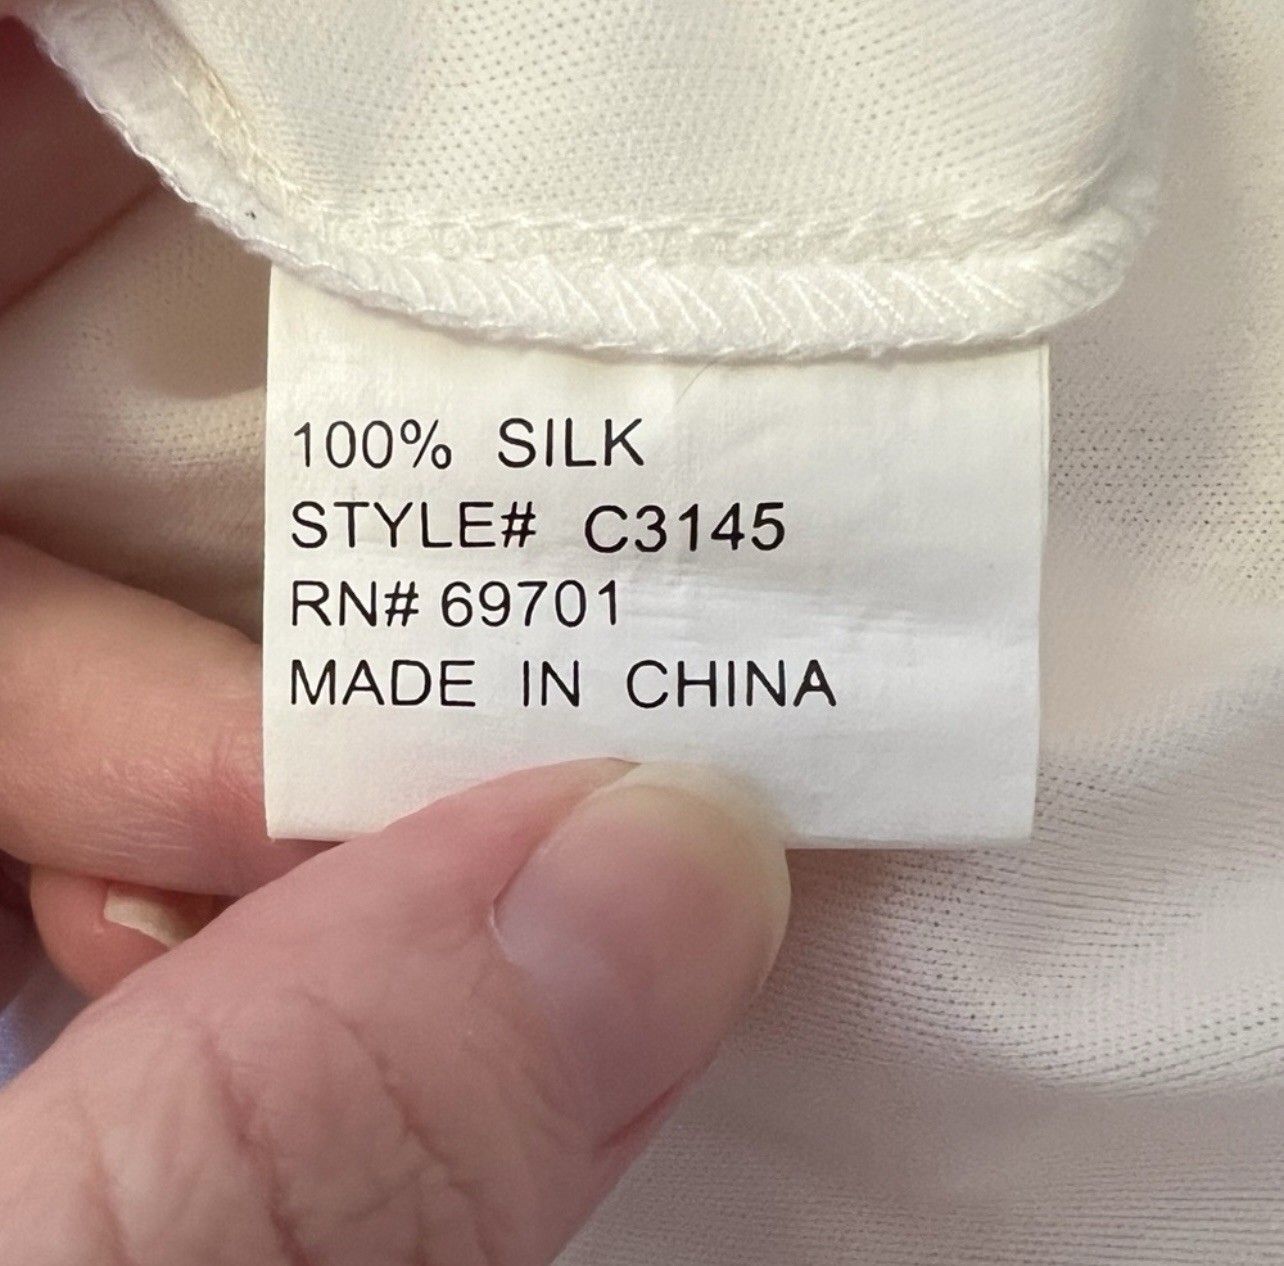 100% SILK
STYLE# C3145
RN# 69701
MADE IN CHINA